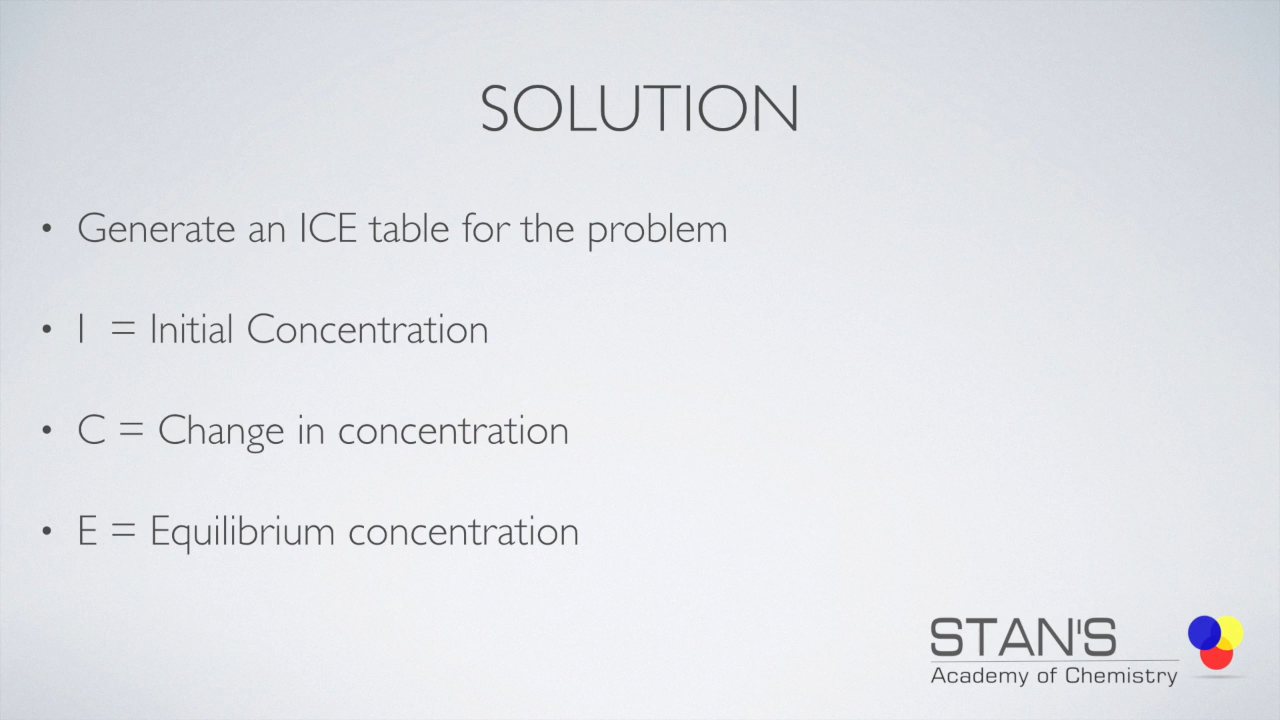 SOLUTION
• Generate an ICE table for the problem
• I = Initial Concentration
• C = Change in concentration
• E = Equilibrium concentration
STAN'S
Academy of Chemistry